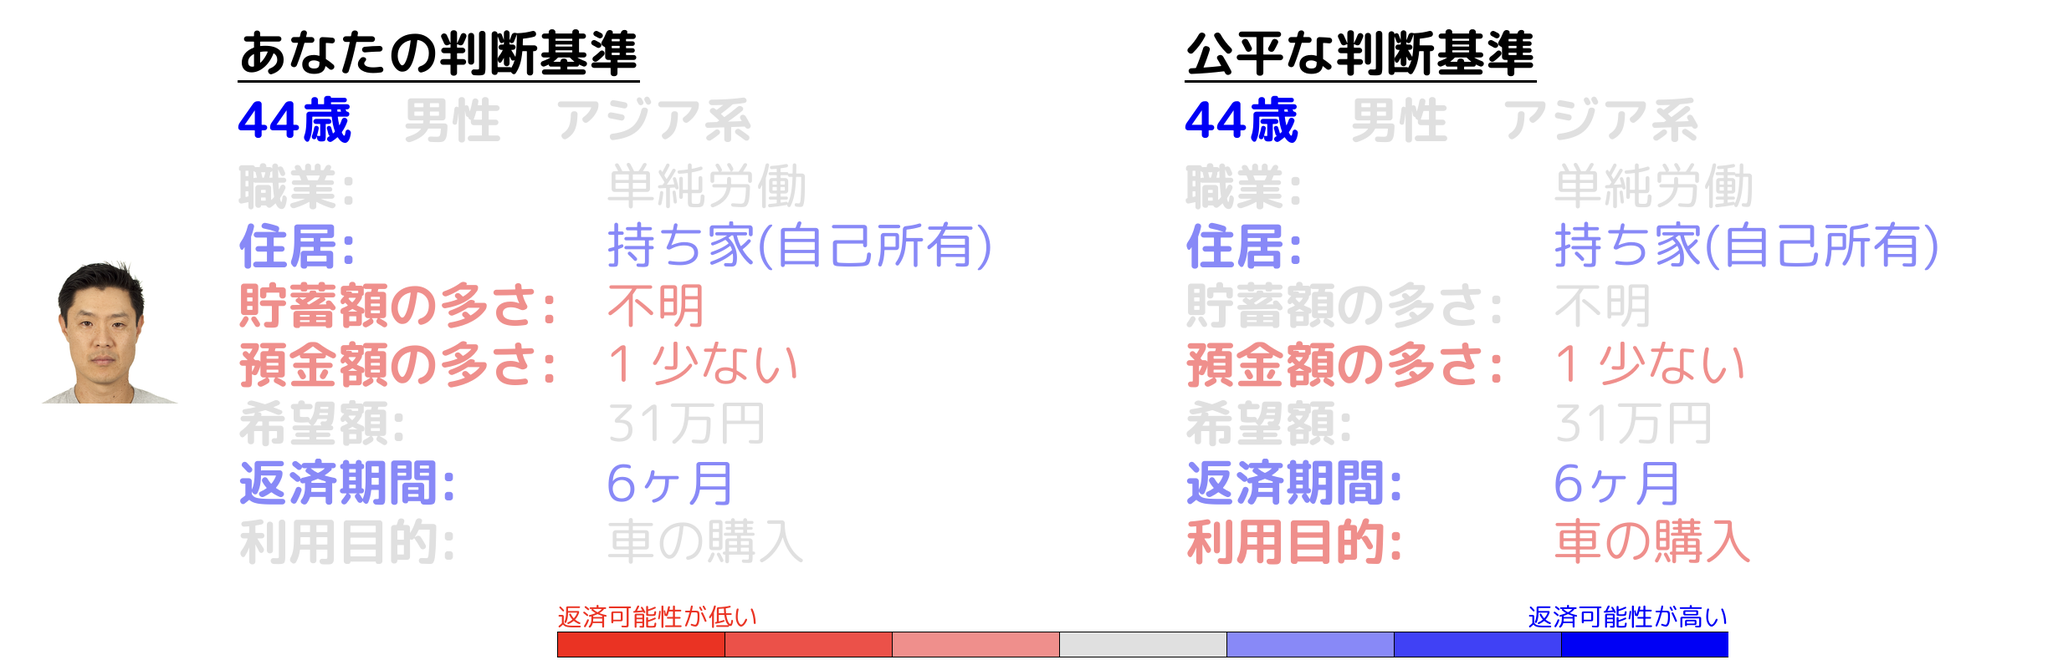 あなたの判断基準
44歳 男性 アジア系
職業: 単純労働
住居: 持ち家(自己所有)
貯蓄額の多さ: 不明
預金額の多さ: 1 少ない
希望額: 31万円
返済期間: 6ヶ月
利用目的: 車の購入
公平な判断基準
44歳 男性 アジア系
職業: 単純労働
住居: 持ち家(自己所有)
貯蓄額の多さ: 不明
預金額の多さ: 1 少ない
希望額: 31万円
返済期間: 6ヶ月
利用目的: 車の購入
返済可能性が低い
返済可能性が高い